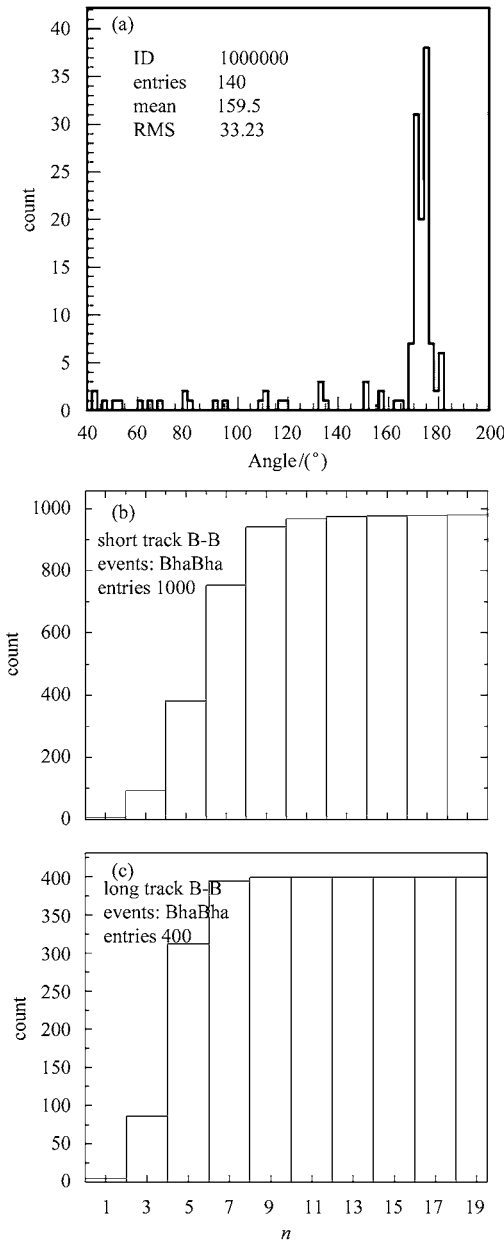 (a)
ID 1000000
entries 140
mean 159.5
RMS 33.23
count
40
35
30
25
20
15
10
5
0
40 60 80 100 120 140 160 180 200
Angle/(°)
(b)
short track B-B
events: BhaBha
entries 1000
count
1000
800
600
400
200
0
(c)
long track B-B
events: BhaBha
entries 400
count
400
350
300
250
200
150
100
50
0
1 3 5 7 9 11 13 15 17 19
n